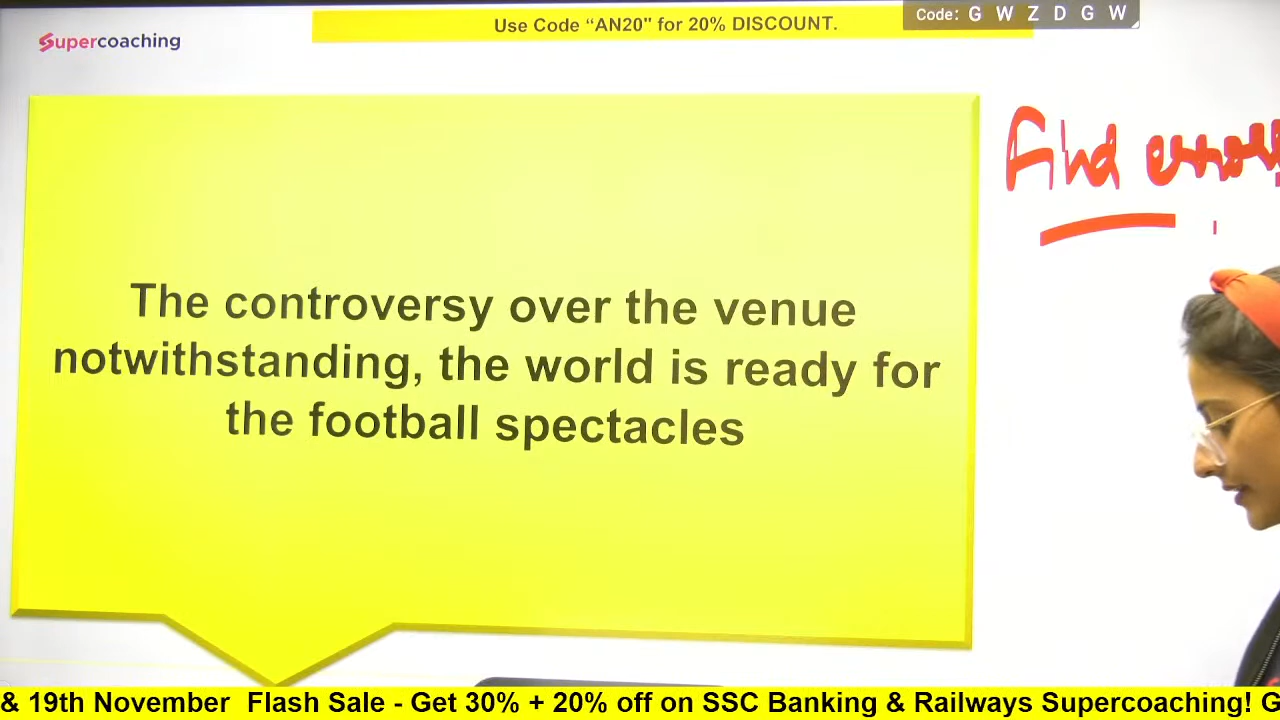 Supercoaching
Use Code “AN20" for 20% DISCOUNT.
Code: G W Z D G W
Find errors
The controversy over the venue
notwithstanding, the world is ready for
the football spectacles
& 19th November Flash Sale - Get 30% + 20% off on SSC Banking & Railways Supercoaching! G